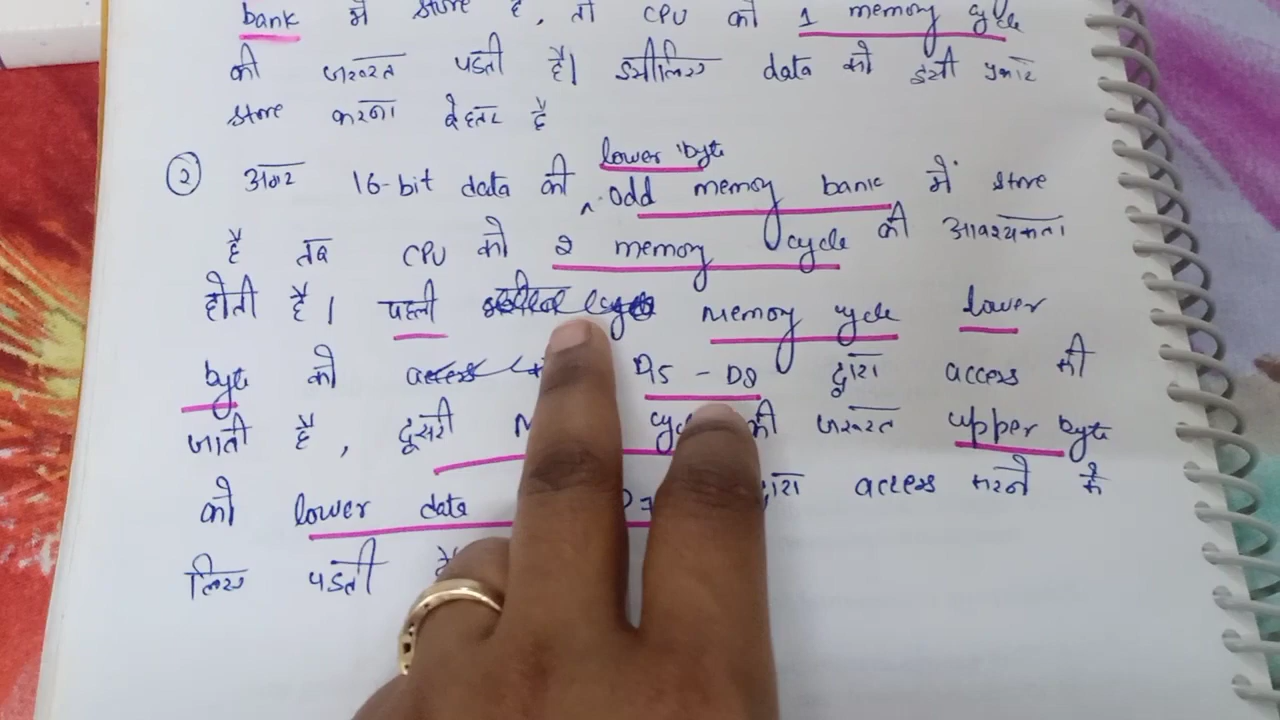 bank में store है, तो CPU को 1 memory cycle
की जरूरत पडती है। इसीलिए data को इसी प्रकार
store करना बेहतर है
② अगर 16-bit data की lower byte odd memory bank में store
है तब CPU को 2 memory cycle की आवश्यकता
होती है। पहली memory cycle lower
byte को D15 - D8 द्वारा access की
जाती है, दूसरी की जरूरत upper byte
को lower data द्वारा access करने के
लिए पडती